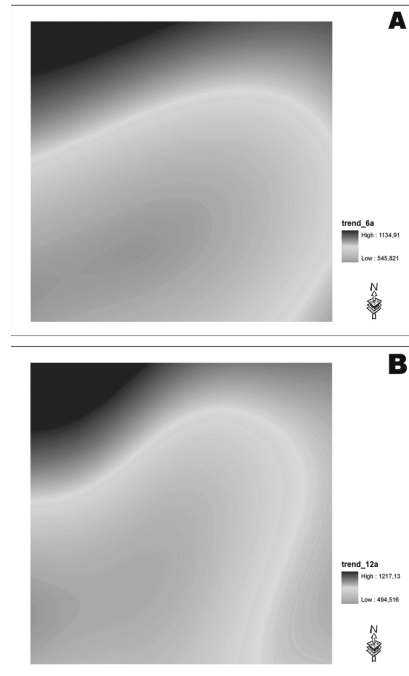 A
trend_6a
High : 1134,91
Low : 545,821
N
B
trend_12a
High : 1217,13
Low : 494,516
N